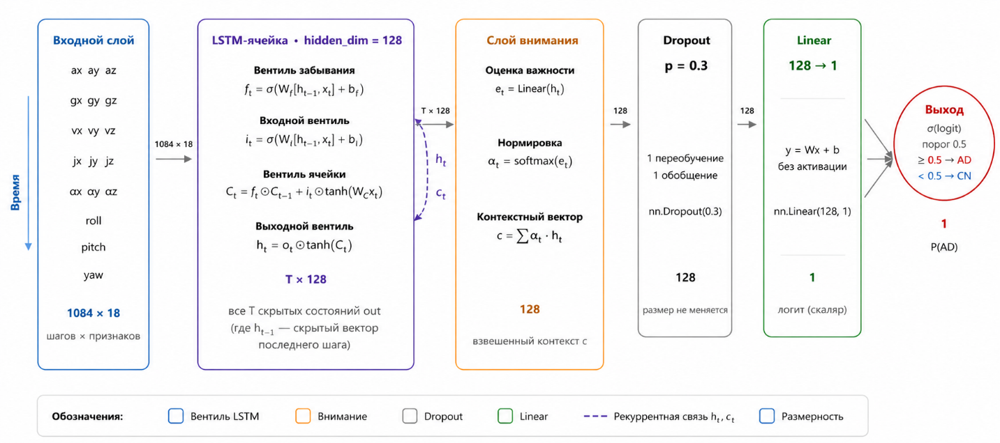 Время
Входной слой
ax ay az
gx gy gz
vx vy vz
jx jy jz
αx αy αz
roll
pitch
yaw
1084 × 18
шагов × признаков
1084 × 18
LSTM-ячейка • hidden_dim = 128
Вентиль забывания
f_t = σ(W_f[h_{t−1}, x_t] + b_f)
Входной вентиль
i_t = σ(W_i[h_{t−1}, x_t] + b_i)
Вентиль ячейки
C_t = f_t ⊙ C_{t−1} + i_t ⊙ tanh(W_C x_t)
Выходной вентиль
h_t = o_t ⊙ tanh(C_t)
T × 128
все T скрытых состояний out
(где h_{t−1} — скрытый вектор
последнего шага)
T × 128
h_t
c_t
Слой внимания
Оценка важности
e_t = Linear(h_t)
Нормировка
α_t = softmax(e_t)
Контекстный вектор
c = ∑α_t · h_t
128
взвешенный контекст c
128
Dropout
p = 0.3
1 переобучение
1 обобщение
nn.Dropout(0.3)
128
размер не меняется
128
Linear
128 → 1
y = Wx + b
без активации
nn.Linear(128, 1)
1
логит (скаляр)
Выход
σ(logit)
порог 0.5
≥ 0.5 → AD
< 0.5 → CN
1
P(AD)
Обозначения:
Вентиль LSTM
Внимание
Dropout
Linear
Рекуррентная связь h_t, c_t
Размерность